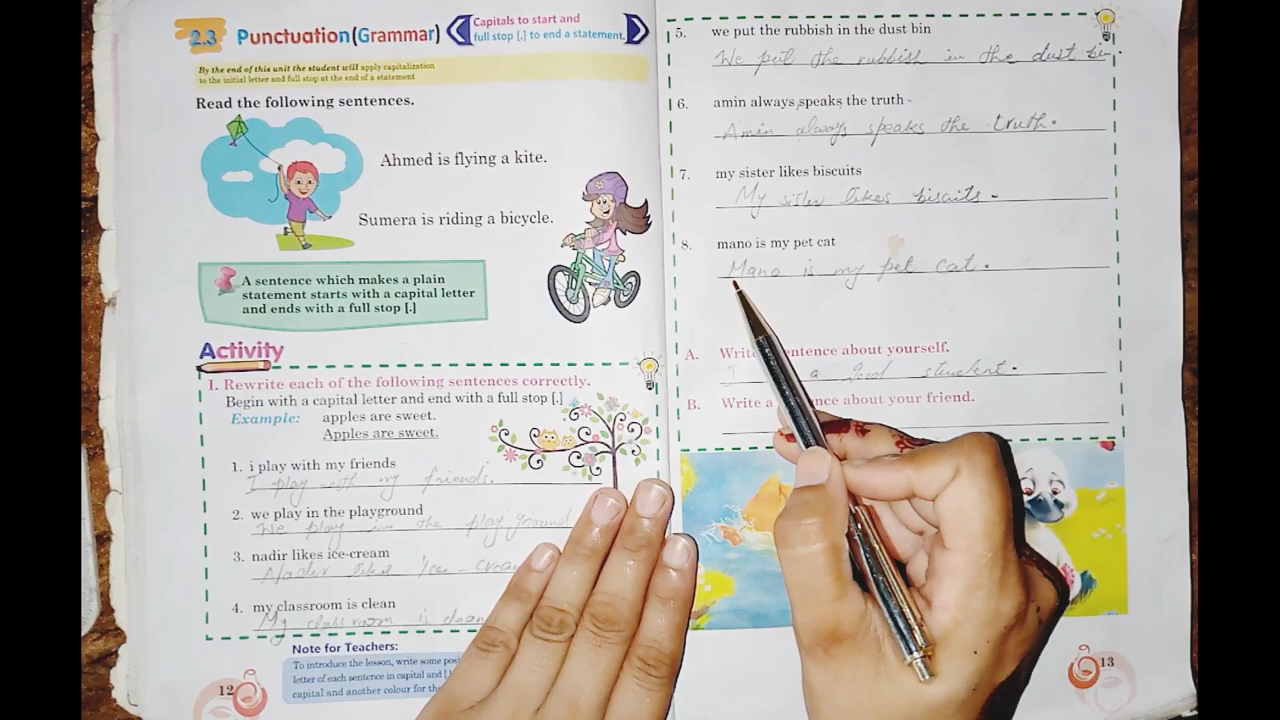 2.3 Punctuation (Grammar)
Capitals to start and
full stop [.] to end a statement.
By the end of this unit the student will apply capitalization
to the initial letter and full stop at the end of a statement
Read the following sentences.
Ahmed is flying a kite.
Sumera is riding a bicycle.
A sentence which makes a plain
statement starts with a capital letter
and ends with a full stop [.]
Activity
I. Rewrite each of the following sentences correctly.
Begin with a capital letter and end with a full stop [.]
Example: apples are sweet.
Apples are sweet.
1. i play with my friends
I play with my friends.
2. we play in the playground
We play in the play ground
3. nadir likes ice-cream
Nadir likes ice-crea
4. my classroom is clean
My class room is clean
Note for Teachers:
To introduce the lesson, write some
letter of each sentence in capital and
capital and another colour for
12
5. we put the rubbish in the dust bin
We put the rubbish in the dust bin.
6. amin always speaks the truth
Amin always speaks the truth.
7. my sister likes biscuits
My sister likes biscuits.
8. mano is my pet cat
Mano is my pet cat.
A. Write sentence about yourself.
I a good student.
B. Write a about your friend.
13